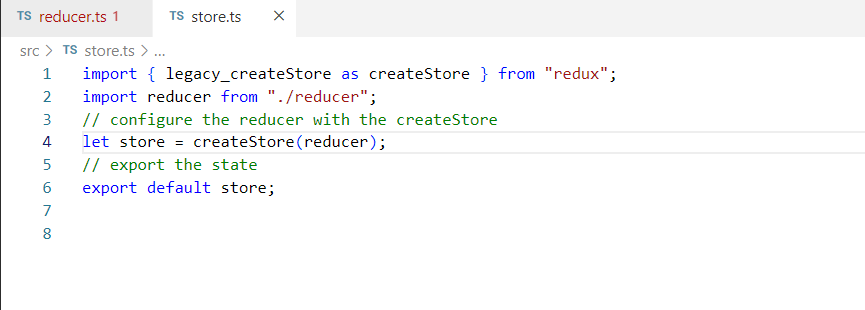 TS reducer.ts 1 TS store.ts ×
src > TS store.ts > ...
1 import { legacy_createStore as createStore } from "redux";
2 import reducer from "./reducer";
3 // configure the reducer with the createStore
4 let store = createStore(reducer);
5 // export the state
6 export default store;
7
8